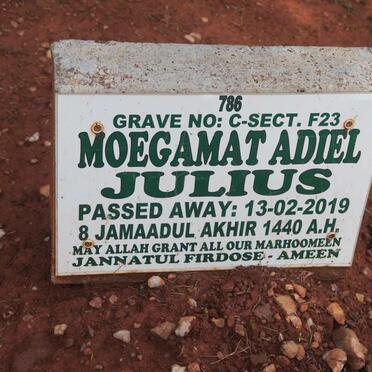 786
GRAVE NO: C-SECT. F23
MOEGAMAT ADIEL
JULIUS
PASSED AWAY: 13-02-2019
8 JAMAADUL AKHIR 1440 A.H.
MAY ALLAH GRANT ALL OUR MARHOOMEEN
JANNATUL FIRDOSE - AMEEN